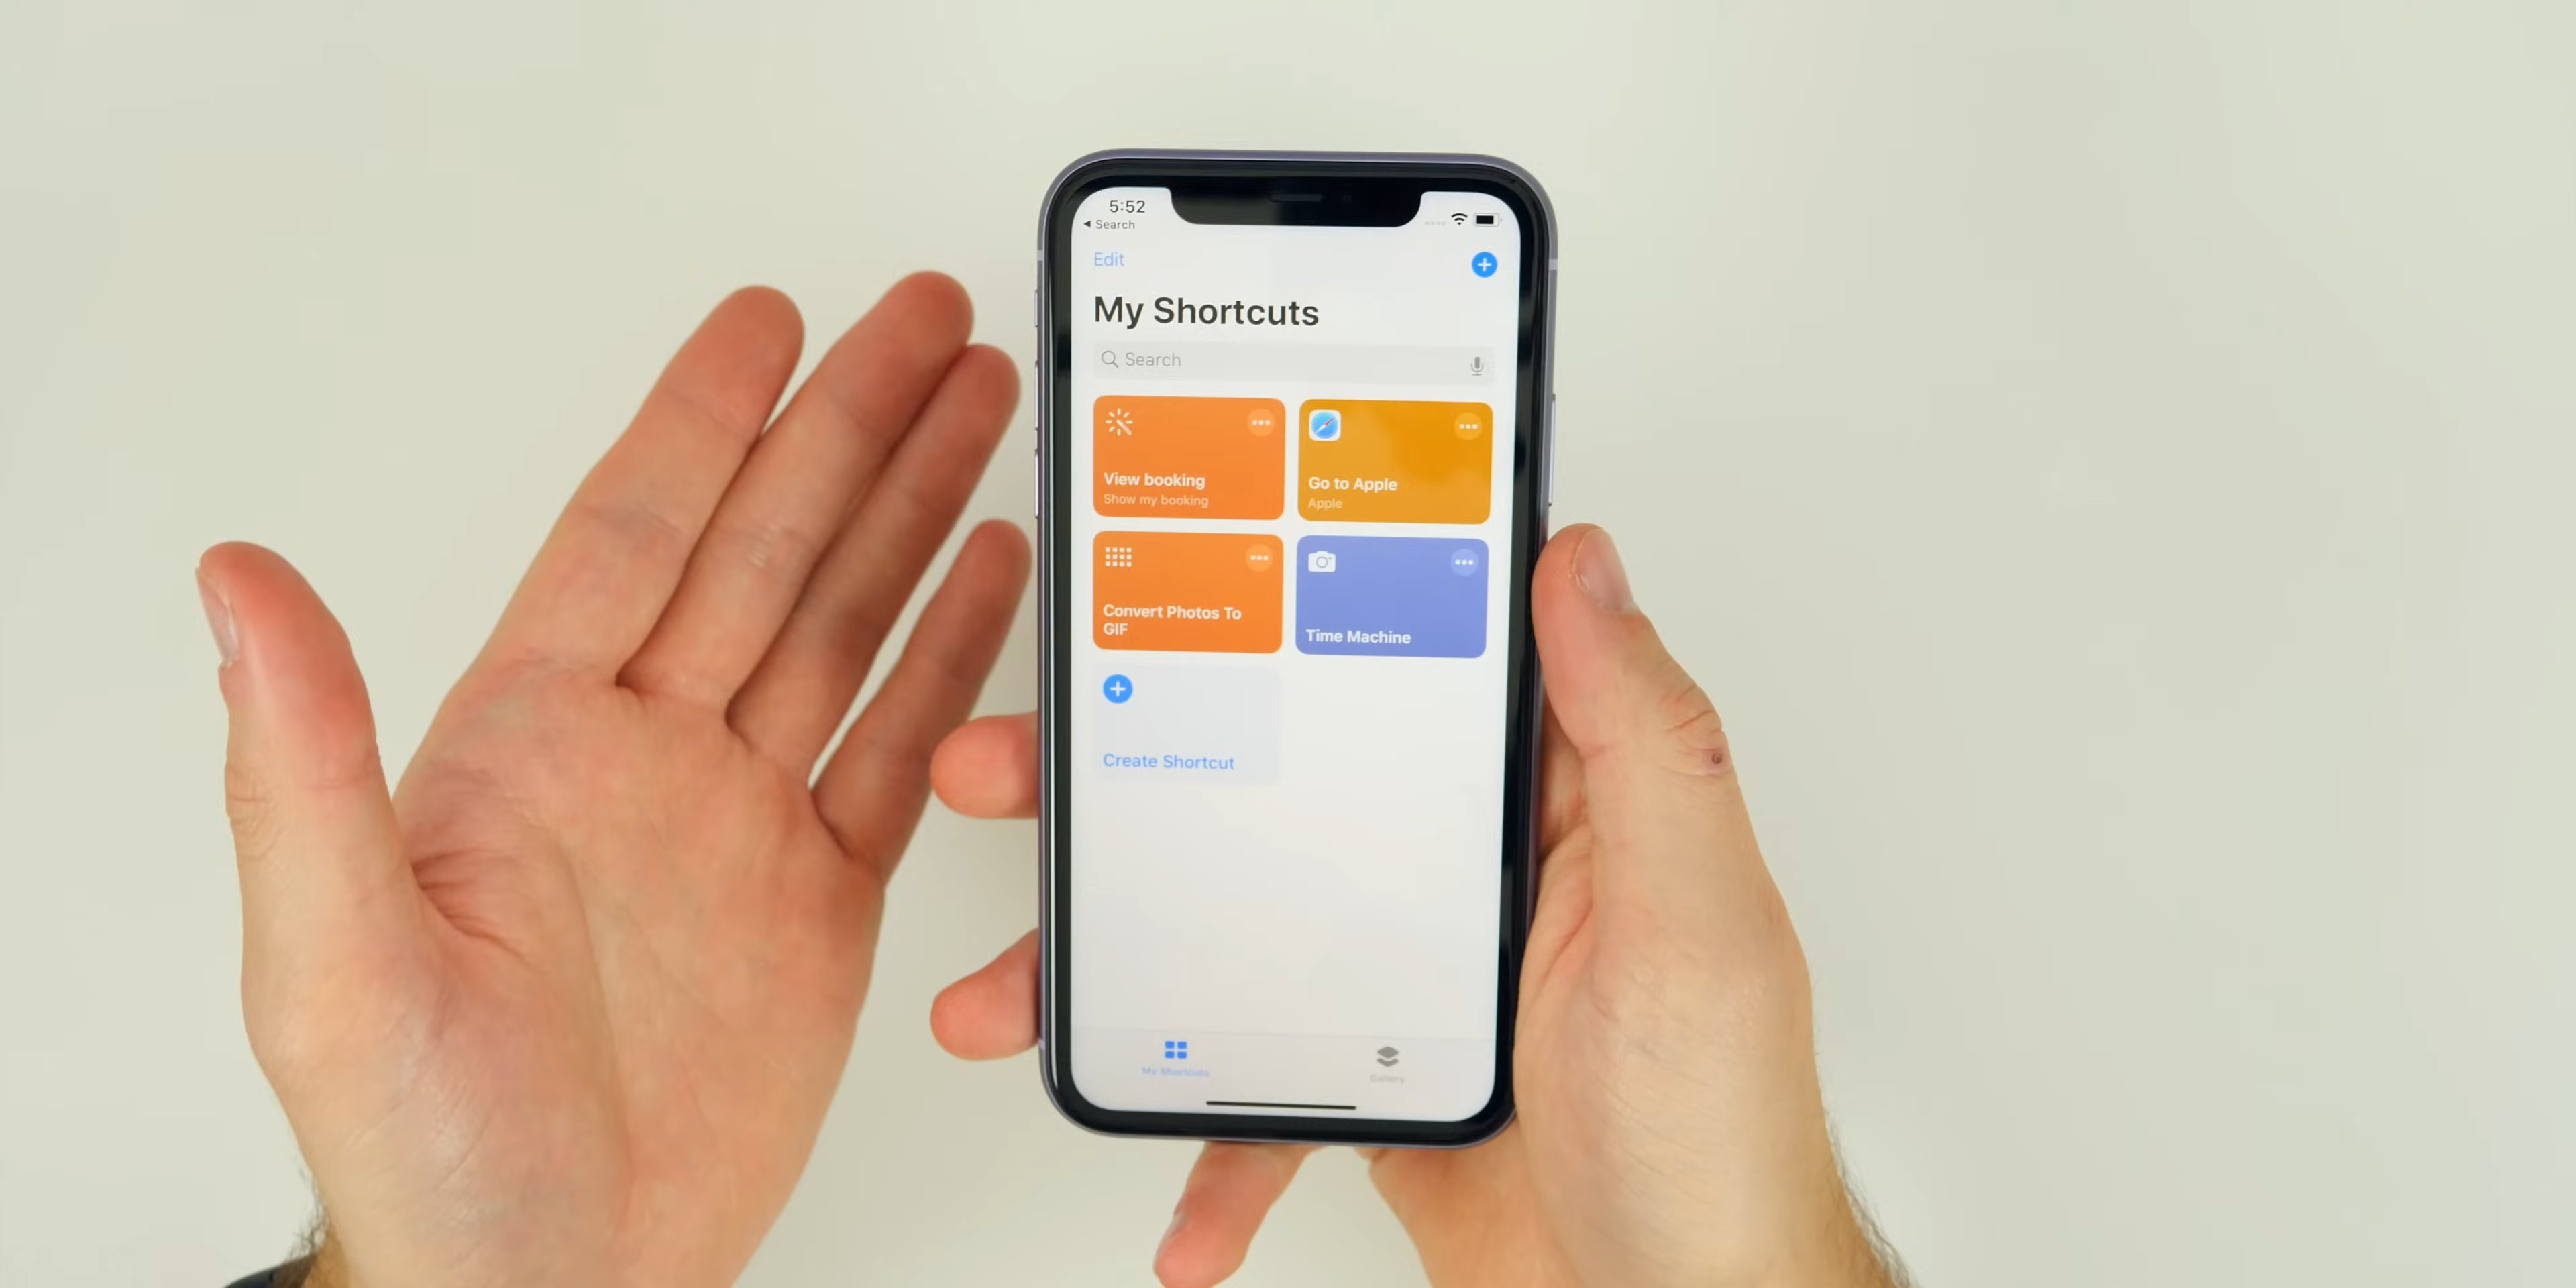 5:52
◀ Search
Edit
My Shortcuts
Search
View booking
Show my booking
Go to Apple
Apple
Convert Photos To
GIF
Time Machine
Create Shortcut
My Shortcuts
Gallery